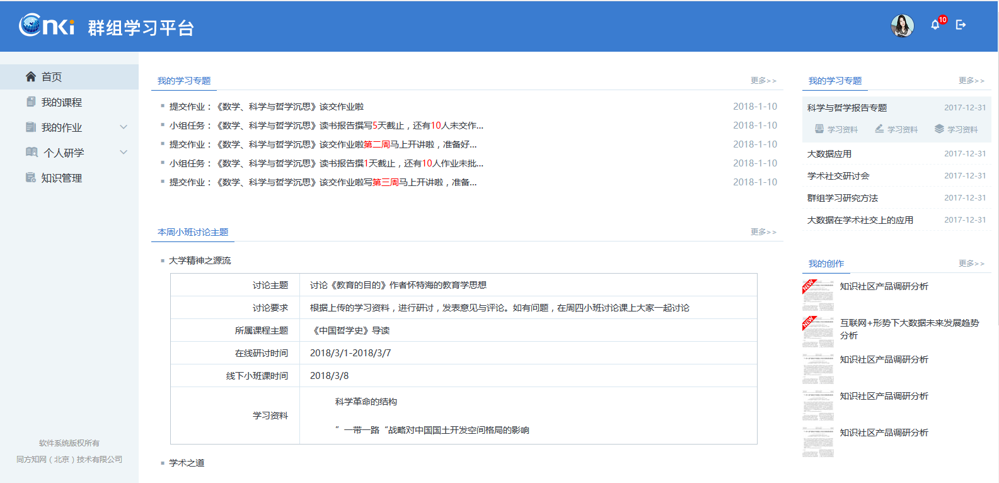 Cnki 群组学习平台
10
首页
我的课程
我的作业
个人研学
知识管理
软件系统版权所有
同方知网（北京）技术有限公司
我的学习专题 更多>>
提交作业：《数学、科学与哲学沉思》该交作业啦 2018-1-10
小组任务：《数学、科学与哲学沉思》读书报告撰写5天截止，还有10人未交作... 2018-1-10
提交作业：《数学、科学与哲学沉思》该交作业啦第二周马上开讲啦，准备好... 2018-1-10
小组任务：《数学、科学与哲学沉思》读书报告撰1天截止，还有10人作业未批... 2018-1-10
提交作业：《数学、科学与哲学沉思》该交作业啦写第三周马上开讲啦，准备... 2018-1-10
本周小班讨论主题 更多>>
大学精神之源流
讨论主题 讨论《教育的目的》作者怀特海的教育学思想
讨论要求 根据上传的学习资料，进行研讨，发表意见与评论。如有问题，在周四小班讨论课上大家一起讨论
所属课程主题 《中国哲学史》导读
在线研讨时间 2018/3/1-2018/3/7
线下小班课时间 2018/3/8
学习资料 科学革命的结构
”一带一路“战略对中国国土开发空间格局的影响
学术之道
我的学习专题 更多>>
科学与哲学报告专题 2017-12-31
学习资料 学习资料 学习资料
大数据应用 2017-12-31
学术社交研讨会 2017-12-31
群组学习研究方法 2017-12-31
大数据在学术社交上的应用 2017-12-31
我的创作 更多>>
NEW 知识社区产品调研分析
NEW 互联网+形势下大数据未来发展趋势
分析
知识社区产品调研分析
知识社区产品调研分析
知识社区产品调研分析